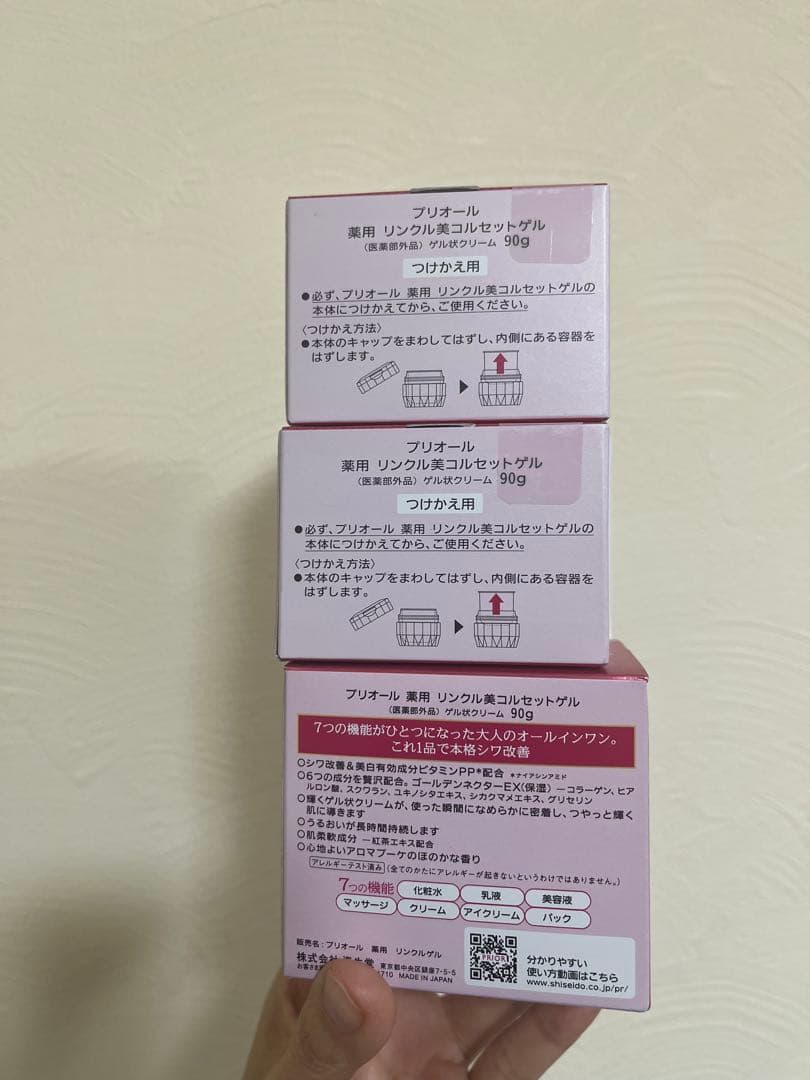 プリオール
薬用 リンクル美コルセットゲル
〈医薬部外品〉ゲル状クリーム 90g
つけかえ用
●必ず、プリオール 薬用 リンクル美コルセットゲルの
本体につけかえてから、ご使用ください。
〈つけかえ方法〉
●本体のキャップをまわしてはずし、内側にある容器を
はずします。
プリオール
薬用 リンクル美コルセットゲル
〈医薬部外品〉ゲル状クリーム 90g
つけかえ用
●必ず、プリオール 薬用 リンクル美コルセットゲルの
本体につけかえてから、ご使用ください。
〈つけかえ方法〉
●本体のキャップをまわしてはずし、内側にある容器を
はずします。
プリオール 薬用 リンクル美コルセットゲル
〈医薬部外品〉ゲル状クリーム 90g
7つの機能がひとつになった大人のオールインワン。
これ1品で本格シワ改善
○シワ改善&美白有効成分ビタミンPP*配合 *ナイアシンアミド
○6つの成分を贅沢配合。ゴールデンネクターEX(保湿) ―コラーゲン、ヒア
ルロン酸、スクワラン、ユキノシタエキス、シカクマメエキス、グリセリン
○輝くゲル状クリームが、使った瞬間になめらかに密着し、つやっと輝く
肌に導きます
○うるおいが長時間持続します
○肌柔軟成分 ―紅茶エキス配合
○心地よいアロマブーケのほのかな香り
アレルギーテスト済み (全てのかたにアレルギーが起きないというわけではありません。)
7つの機能 化粧水 乳液 美容液
マッサージ クリーム アイクリーム パック
販売名:プリオール 薬用 リンクルゲル
株式会社 生堂 東京都中央区銀座7-5-5
お客さま 710 MADE IN JAPAN
PRIOR
分かりやすい
使い方動画はこちら
www.shiseido.co.jp/pr/